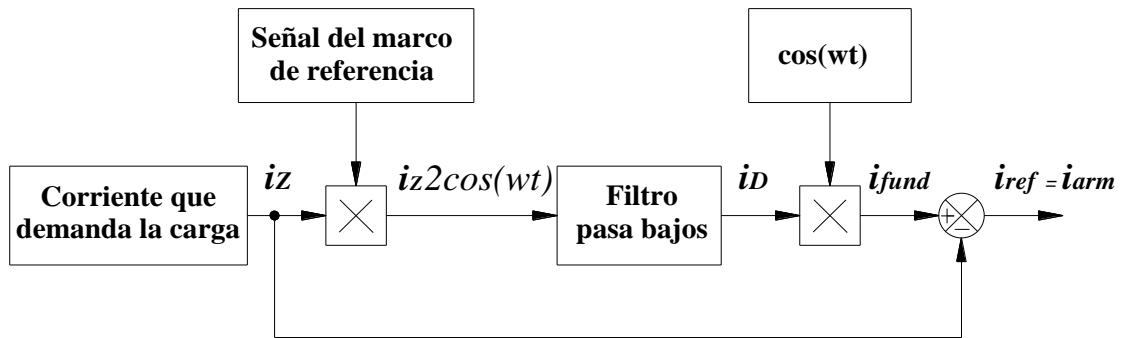 Señal del marco
de referencia
cos(wt)
Corriente que
demanda la carga
iz
iz2cos(wt)
Filtro
pasa bajos
iD
ifund
iref = iarm
+
−